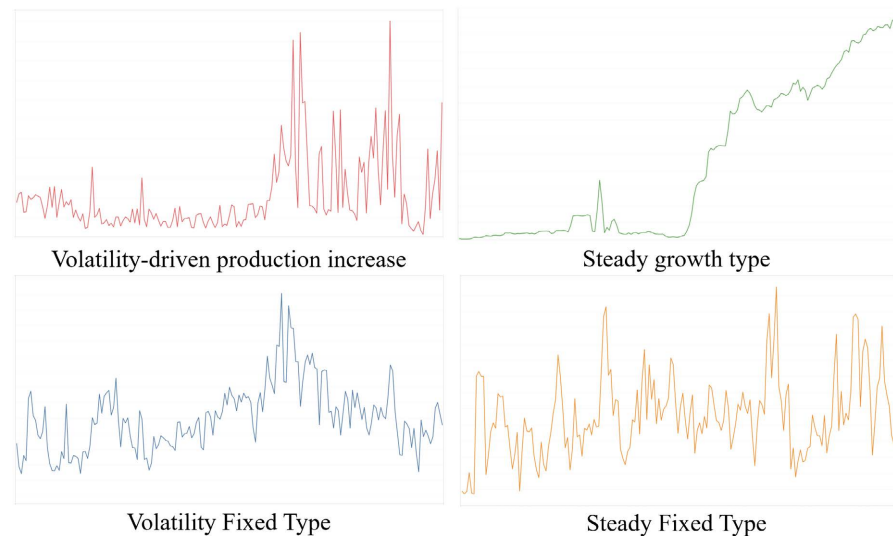 Volatility-driven production increase
Steady growth type
Volatility Fixed Type
Steady Fixed Type